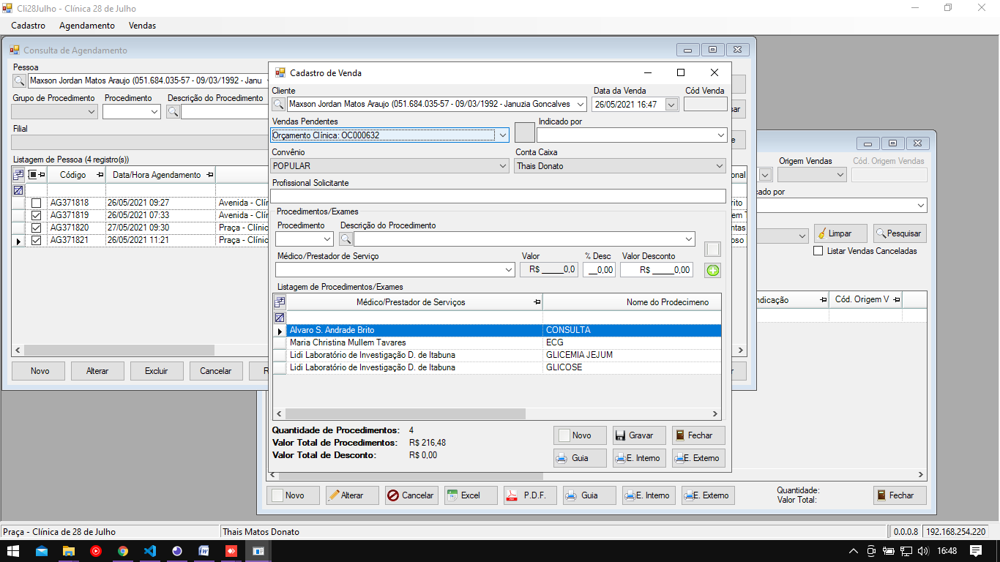 Cli28Julho - Clínica 28 de Julho
Cadastro Agendamento Vendas
Consulta de Agendamento
Pessoa
Maxson Jordan Matos Araujo (051.684.035-57 - 09/03/1992 - Janu
Grupo de Procedimento Procedimento Descrição do Procedimento
Filial
Listagem de Pessoa (4 registro(s))
Código Data/Hora Agendamento
AG371818 26/05/2021 09:27 Avenida - Clín
AG371819 26/05/2021 07:33 Avenida - Clín
AG371820 27/05/2021 09:30 Praça - Clínic
AG371821 26/05/2021 11:21 Praça - Clínic
Novo Alterar Excluir Cancelar R
Cadastro de Venda
Cliente Data da Venda Cód Venda
Maxson Jordan Matos Araujo (051.684.035-57 - 09/03/1992 - Januzia Goncalves 26/05/2021 16:47
Vendas Pendentes Indicado por
Orçamento Clínica: OC000632
Convênio Conta Caixa
POPULAR Thais Donato
Profissional Solicitante
Procedimentos/Exames
Procedimento Descrição do Procedimento
Médico/Prestador de Serviço Valor % Desc Valor Desconto
R$ _____0,0 __0,00 R$ _____0,00
Listagem de Procedimentos/Exames
Médico/Prestador de Serviços Nome do Prodecimeno
Alvaro S. Andrade Brito CONSULTA
Maria Christina Mullem Tavares ECG
Lidi Laboratório de Investigação D. de Itabuna GLICEMIA JEJUM
Lidi Laboratório de Investigação D. de Itabuna GLICOSE
Quantidade de Procedimentos: 4
Valor Total de Procedimentos: R$ 216,48
Valor Total de Desconto: R$ 0,00
Novo Gravar Fechar
Guia E. Interno E. Externo
Origem Vendas Cód. Origem Vendas
cado por
Limpar Pesquisar
Listar Vendas Canceladas
ndicação Cód. Origem V
Novo Alterar Cancelar Excel P.D.F. Guia E. Interno E. Externo
Quantidade:
Valor Total:
Fechar
Praça - Clínica de 28 de Julho Thais Matos Donato 0.0.0.8 192.168.254.220
16:48